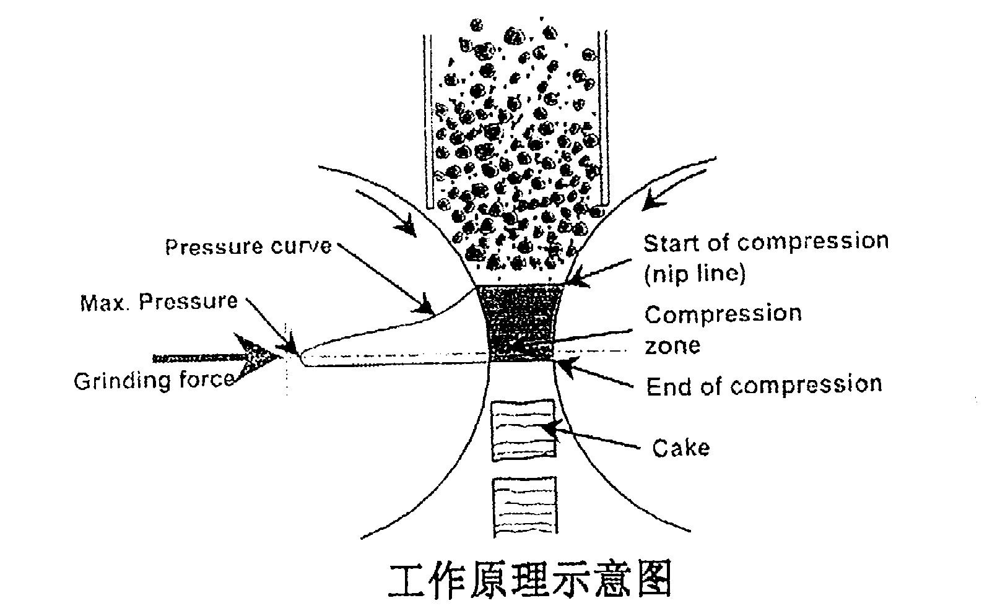 Pressure curve
Max. Pressure
Grinding force
Start of compression
(nip line)
Compression
zone
End of compression
Cake
工作原理示意图